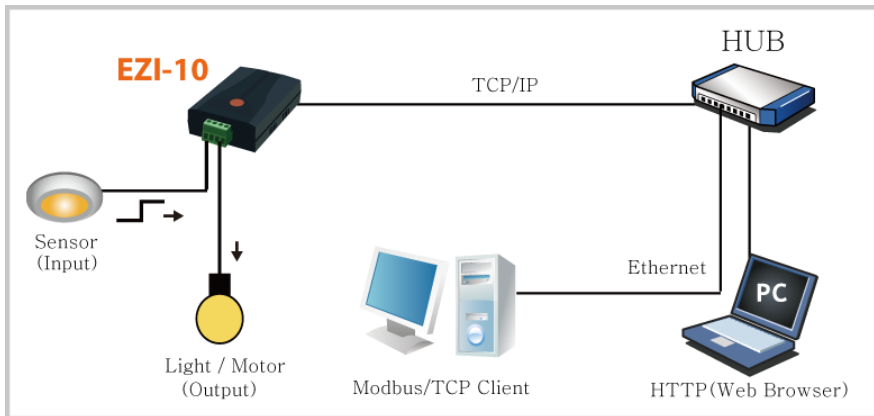 HUB
EZI-10
TCP/IP
Sensor
(Input)
Ethernet
PC
Light / Motor
(Output)
Modbus/TCP Client
HTTP(Web Browser)